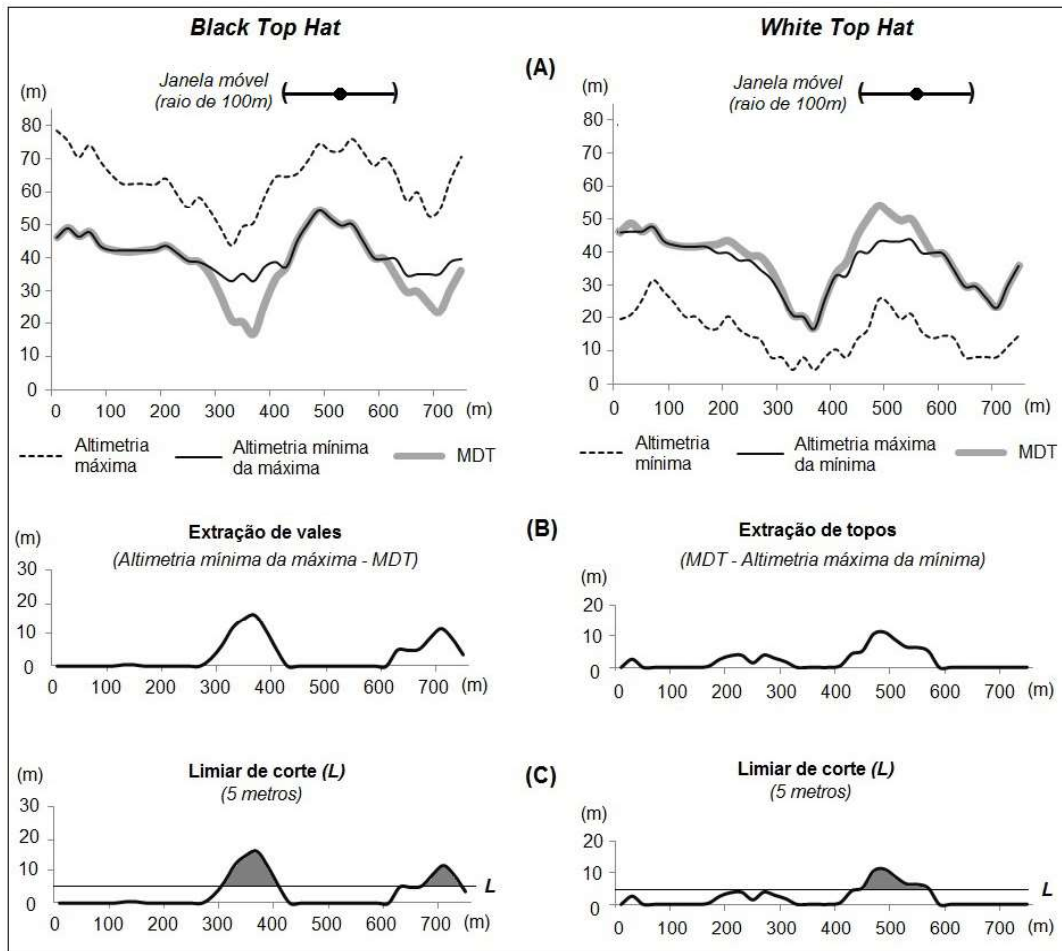 Black Top Hat
White Top Hat
(A)
Janela móvel
(raio de 100m)
(m)
80
70
60
50
40
30
20
10
0
0 100 200 300 400 500 600 700 (m)
Altimetria máxima
Altimetria mínima da máxima
MDT
Janela móvel
(raio de 100m)
(m)
80
70
60
50
40
30
20
10
0
0 100 200 300 400 500 600 700 (m)
Altimetria mínima
Altimetria máxima da mínima
MDT
(B)
Extração de vales
(Altimetria mínima da máxima - MDT)
(m)
30
20
10
0
0 100 200 300 400 500 600 700 (m)
Extração de topos
(MDT - Altimetria máxima da mínima)
(m)
20
10
0
0 100 200 300 400 500 600 700 (m)
(C)
Limiar de corte (L)
(5 metros)
(m)
30
20
10
0
L
0 100 200 300 400 500 600 700 (m)
Limiar de corte (L)
(5 metros)
(m)
20
10
0
L
0 100 200 300 400 500 600 700 (m)